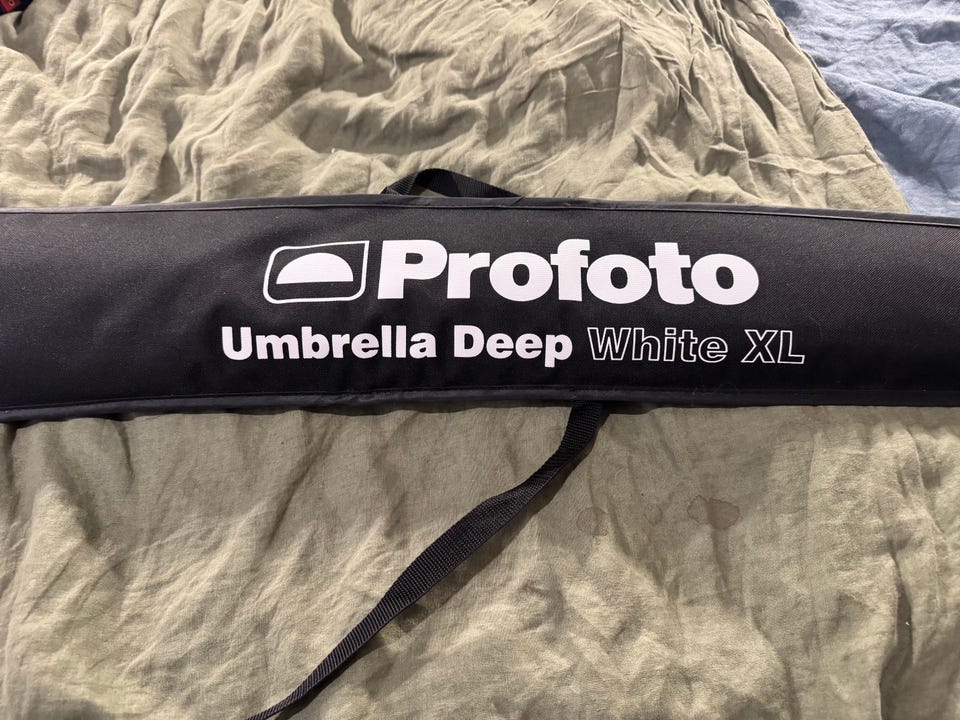 Profoto
Umbrella Deep White XL